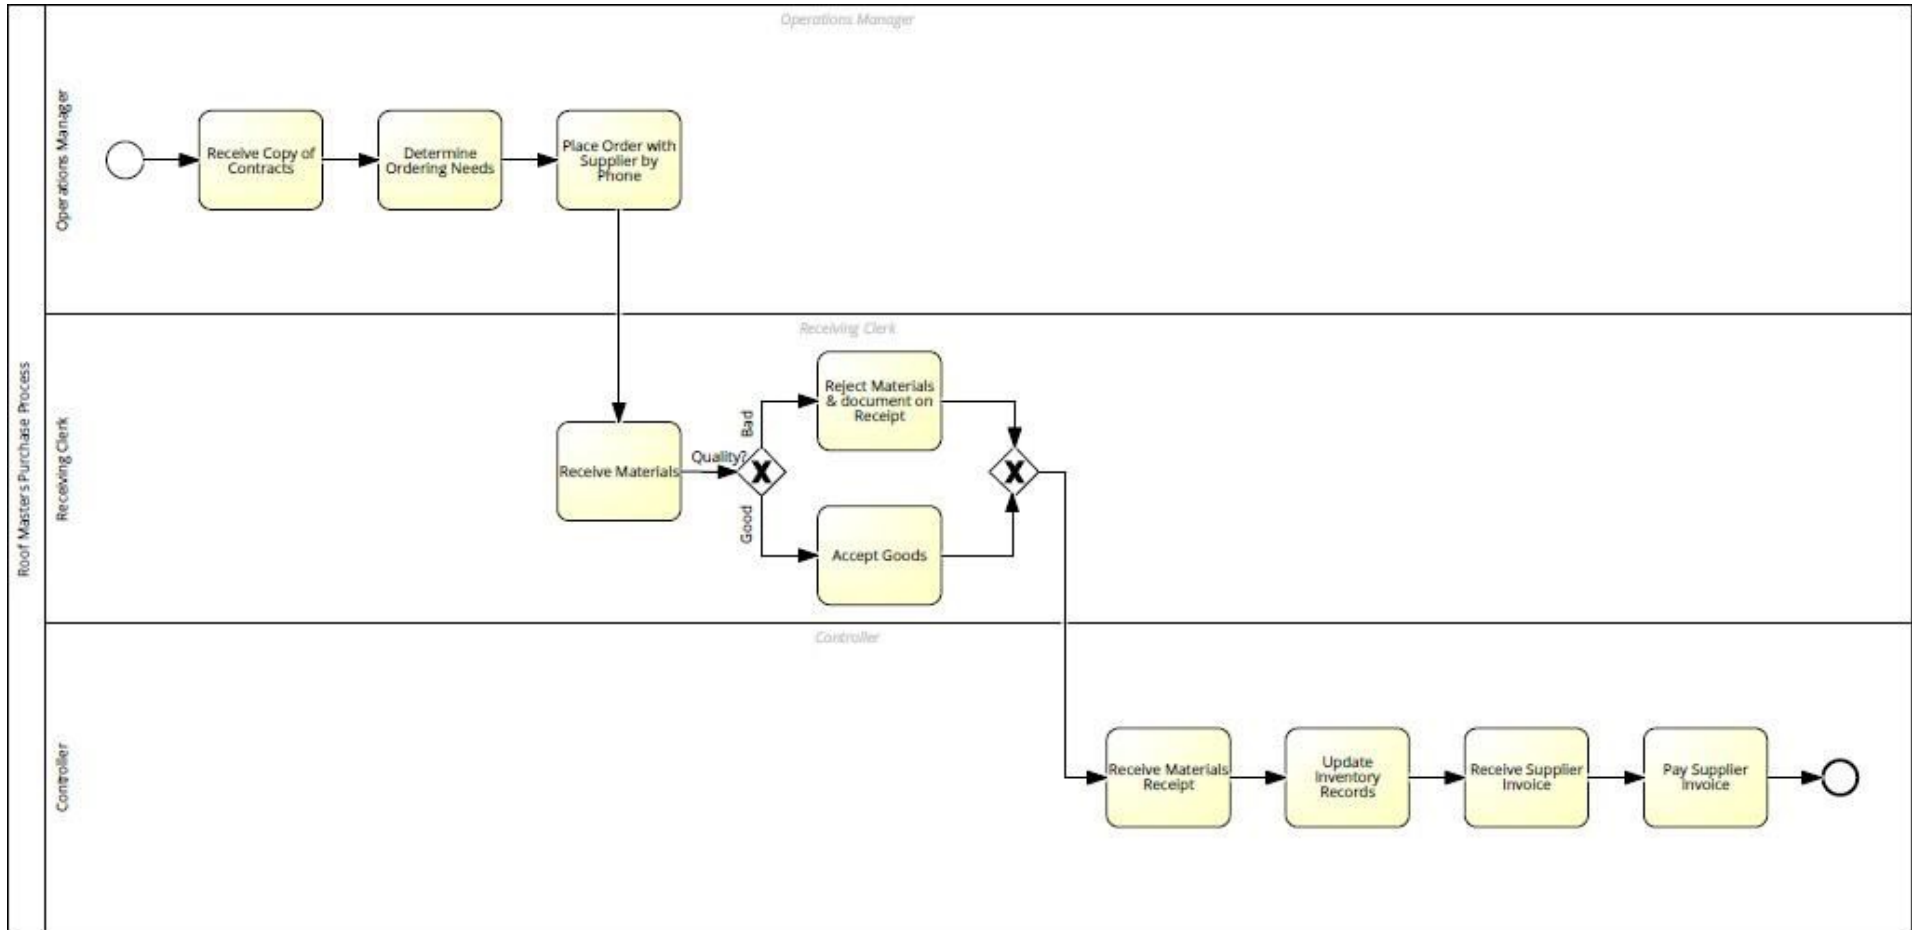 Roof Masters Purchase Process
Operations Manager
Operations Manager
Receive Copy of
Contracts
Determine
Ordering Needs
Place Order with
Supplier by
Phone
Receiving Clerk
Receiving Clerk
Receive Materials
Quality?
Bad
Good
Reject Materials
& document on
Receipt
Accept Goods
X
X
Controller
Controller
Receive Materials
Receipt
Update
Inventory
Records
Receive Supplier
Invoice
Pay Supplier
Invoice